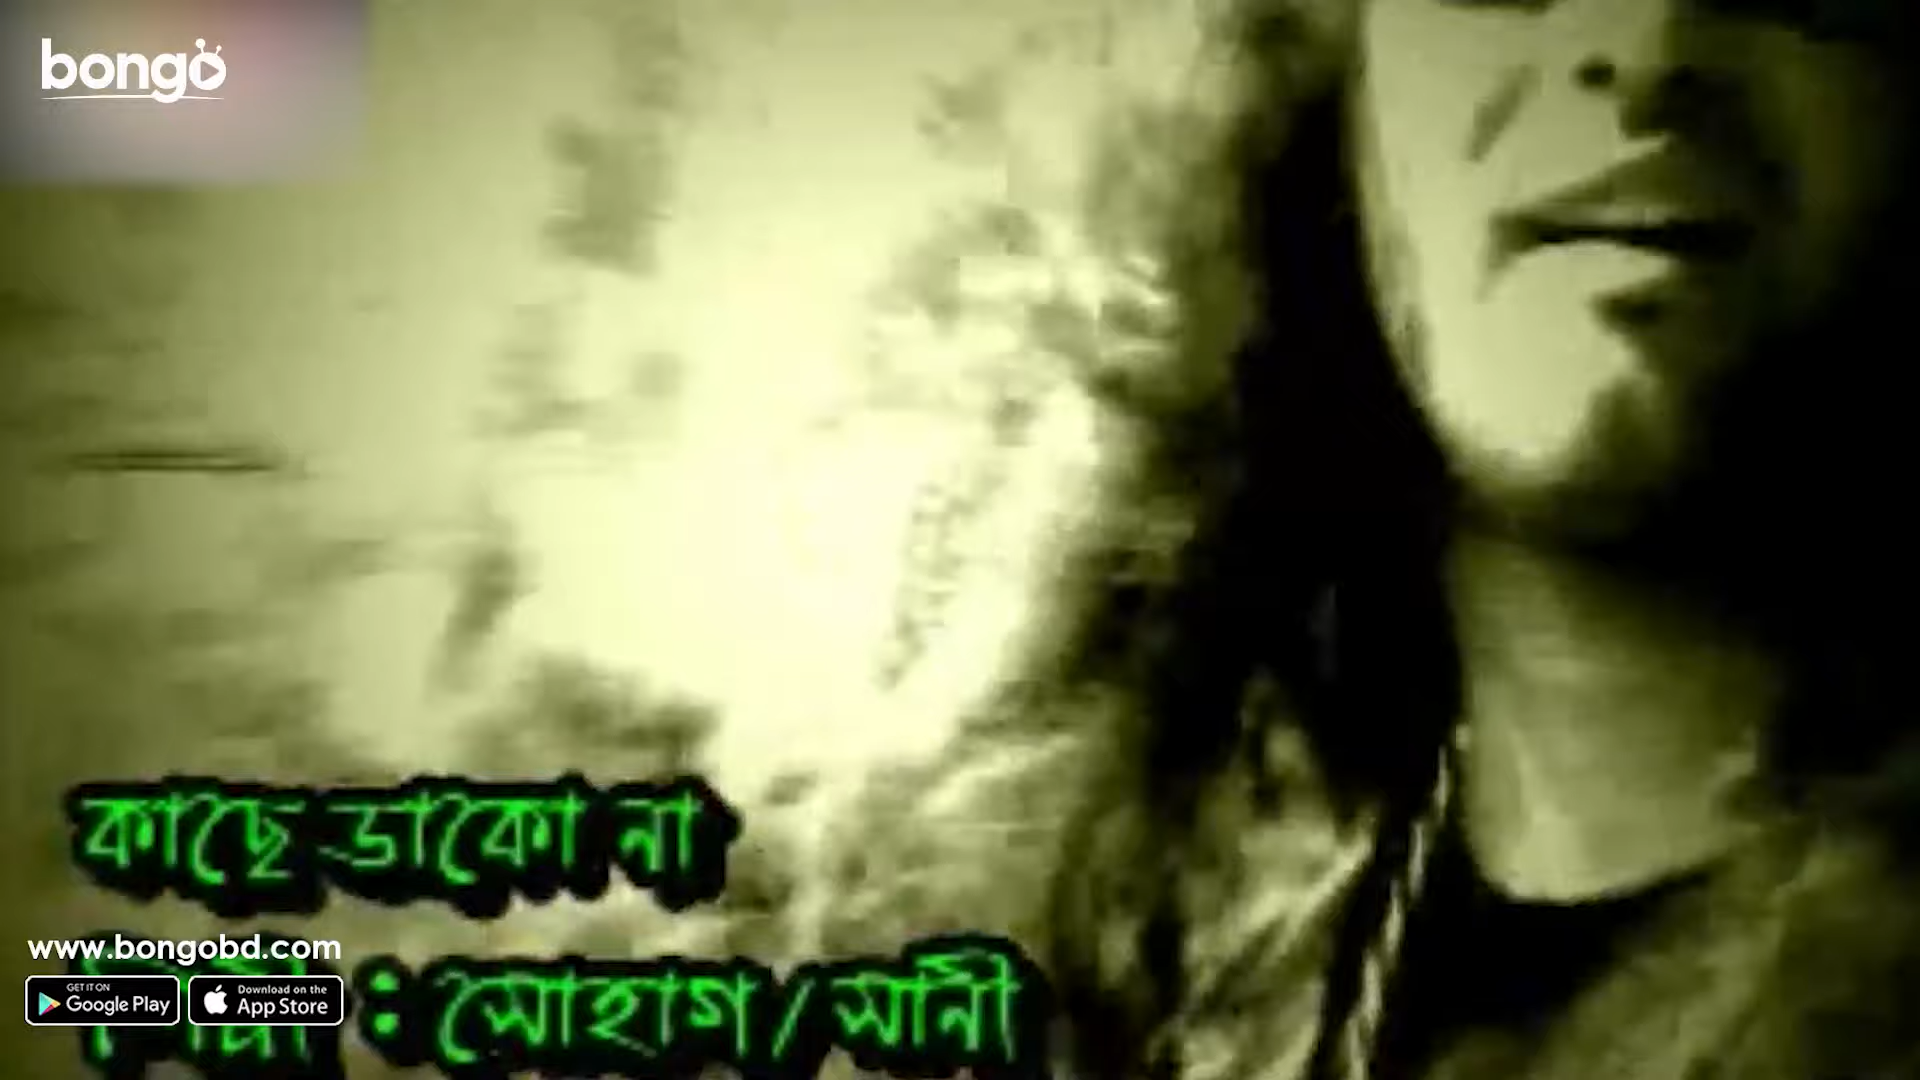 bongo
কাছে ডাকো না
www.bongobd.com
শিল্পী : সোহাগ / সানী
GET IT ON
Google Play
Download on the
App Store